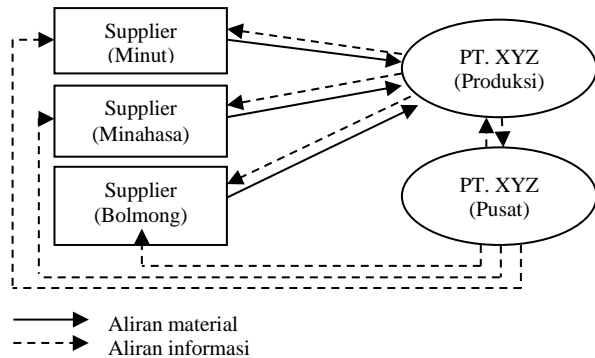 Supplier
(Minut)
PT. XYZ
(Produksi)
Supplier
(Minahasa)
Supplier
(Bolmong)
PT. XYZ
(Pusat)
Aliran material
Aliran informasi